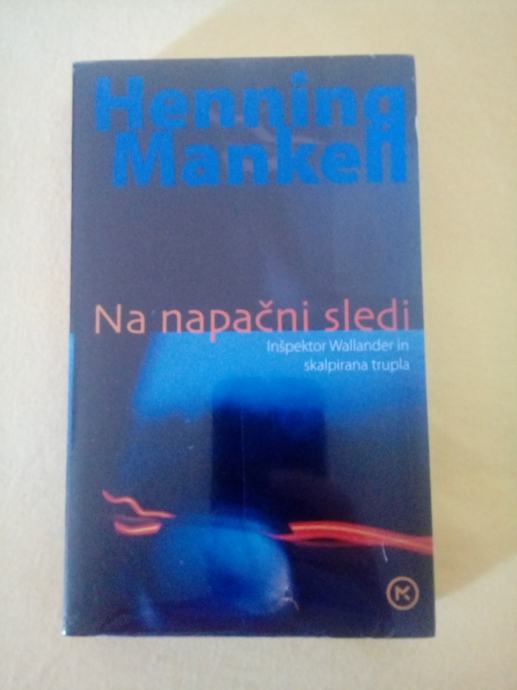 Henning
Mankell
Na napačni sledi
Inšpektor Wallander in
skalpirana trupla